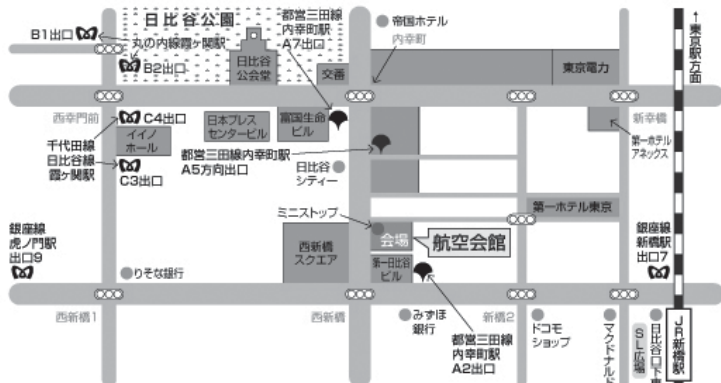 日比谷公園
都営三田線
内幸町駅
A7出口
帝国ホテル
内幸町
↑東京駅方面
B1出口
丸の内線霞ヶ関駅
B2出口
日比谷
公会堂
交番
東京電力
西幸門前
C4出口
イイノ
ホール
日本プレス
センタービル
富国生命
ビル
新幸橋
第一ホテル
アネックス
千代田線
日比谷線
霞ヶ関駅
C3出口
都営三田線内幸町駅
A5方向出口
日比谷
シティー
ミニストップ
第一ホテル東京
会場
航空会館
銀座線
虎ノ門駅
出口9
西新橋
スクエア
第一日比谷
ビル
銀座線
新橋駅
出口7
りそな銀行
西新橋1
西新橋
みずほ
銀行
新橋2
都営三田線
内幸町駅
A2出口
ドコモ
ショップ
マクドナルド
SL広場
日比谷口下車
JR新橋駅